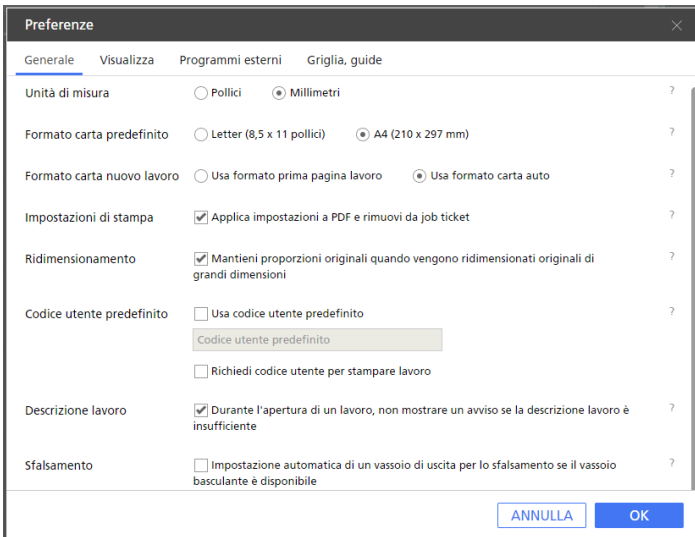 Preferenze
Generale Visualizza Programmi esterni Griglia, guide
Unità di misura Pollici Millimetri ?
Formato carta predefinito Letter (8,5 x 11 pollici) A4 (210 x 297 mm) ?
Formato carta nuovo lavoro Usa formato prima pagina lavoro Usa formato carta auto ?
Impostazioni di stampa Applica impostazioni a PDF e rimuovi da job ticket ?
Ridimensionamento Mantieni proporzioni originali quando vengono ridimensionati originali di ?
grandi dimensioni
Codice utente predefinito Usa codice utente predefinito ?
Codice utente predefinito
Richiedi codice utente per stampare lavoro
Descrizione lavoro Durante l'apertura di un lavoro, non mostrare un avviso se la descrizione lavoro è ?
insufficiente
Sfalsamento Impostazione automatica di un vassoio di uscita per lo sfalsamento se il vassoio ?
basculante è disponibile
ANNULLA OK